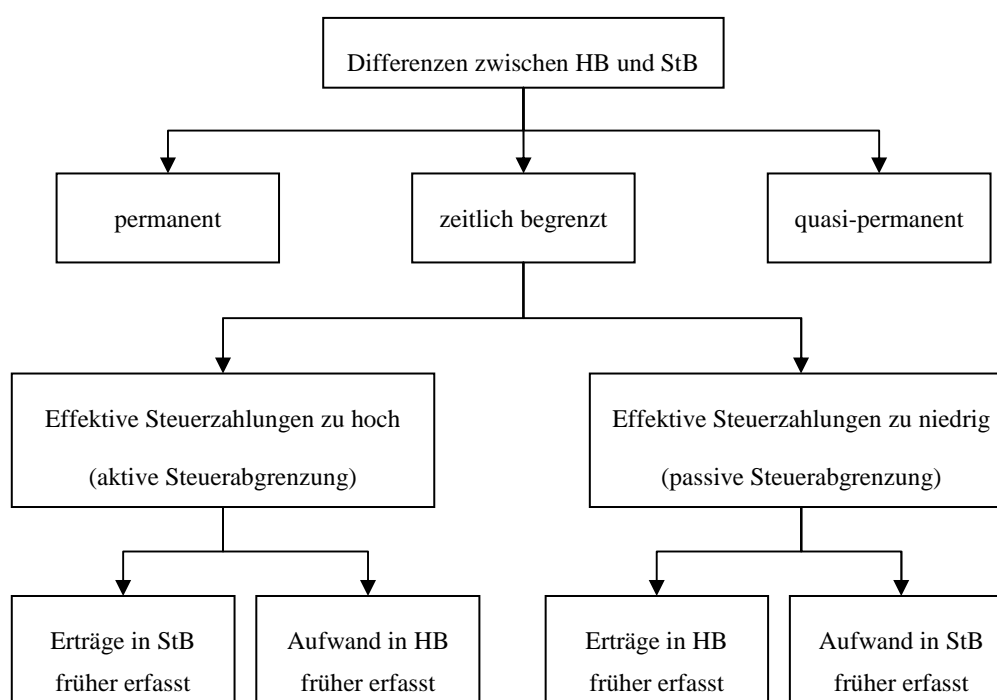 Differenzen zwischen HB und StB
permanent
zeitlich begrenzt
quasi-permanent
Effektive Steuerzahlungen zu hoch
(aktive Steuerabgrenzung)
Effektive Steuerzahlungen zu niedrig
(passive Steuerabgrenzung)
Erträge in StB
früher erfasst
Aufwand in HB
früher erfasst
Erträge in HB
früher erfasst
Aufwand in StB
früher erfasst